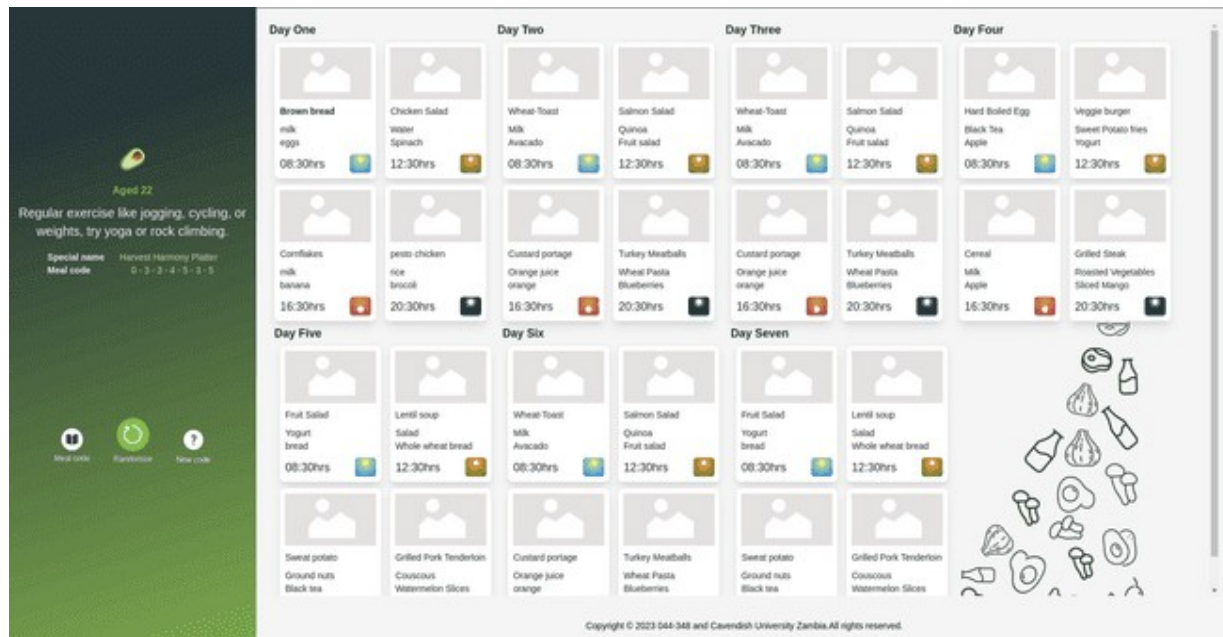 Aged 22
Regular exercise like jogging, cycling, or
weights, try yoga or rock climbing.
Special name Harvest Harmony Platter
Meal code 0 - 3 - 3 - 4 - 5 - 3 - 5
Meal code
Randomise
New code
Day One
Brown bread
milk
eggs
08:30hrs
Chicken Salad
Water
Spinach
12:30hrs
Cornflakes
milk
banana
16:30hrs
pesto chicken
rice
brocoli
20:30hrs
Day Two
Wheat-Toast
Milk
Avacado
08:30hrs
Salmon Salad
Quinoa
Fruit salad
12:30hrs
Custard portage
Orange juice
orange
16:30hrs
Turkey Meatballs
Wheat Pasta
Blueberries
20:30hrs
Day Three
Wheat-Toast
Milk
Avacado
08:30hrs
Salmon Salad
Quinoa
Fruit salad
12:30hrs
Custard portage
Orange juice
orange
16:30hrs
Turkey Meatballs
Wheat Pasta
Blueberries
20:30hrs
Day Four
Hard Boiled Egg
Black Tea
Apple
08:30hrs
Veggie burger
Sweet Potato fries
Yogurt
12:30hrs
Cereal
Milk
Apple
16:30hrs
Grilled Steak
Roasted Vegetables
Sliced Mango
20:30hrs
Day Five
Fruit Salad
Yogurt
bread
08:30hrs
Lentil soup
Salad
Whole wheat bread
12:30hrs
Sweat potato
Ground nuts
Black tea
Grilled Pork Tenderloin
Couscous
Watermelon Slices
Day Six
Wheat-Toast
Milk
Avacado
08:30hrs
Salmon Salad
Quinoa
Fruit salad
12:30hrs
Custard portage
Orange juice
orange
Turkey Meatballs
Wheat Pasta
Blueberries
Day Seven
Fruit Salad
Yogurt
bread
08:30hrs
Lentil soup
Salad
Whole wheat bread
12:30hrs
Sweat potato
Ground nuts
Black tea
Grilled Pork Tenderloin
Couscous
Watermelon Slices
Copyright © 2023 044-348 and Cavendish University Zambia.All rights reserved.